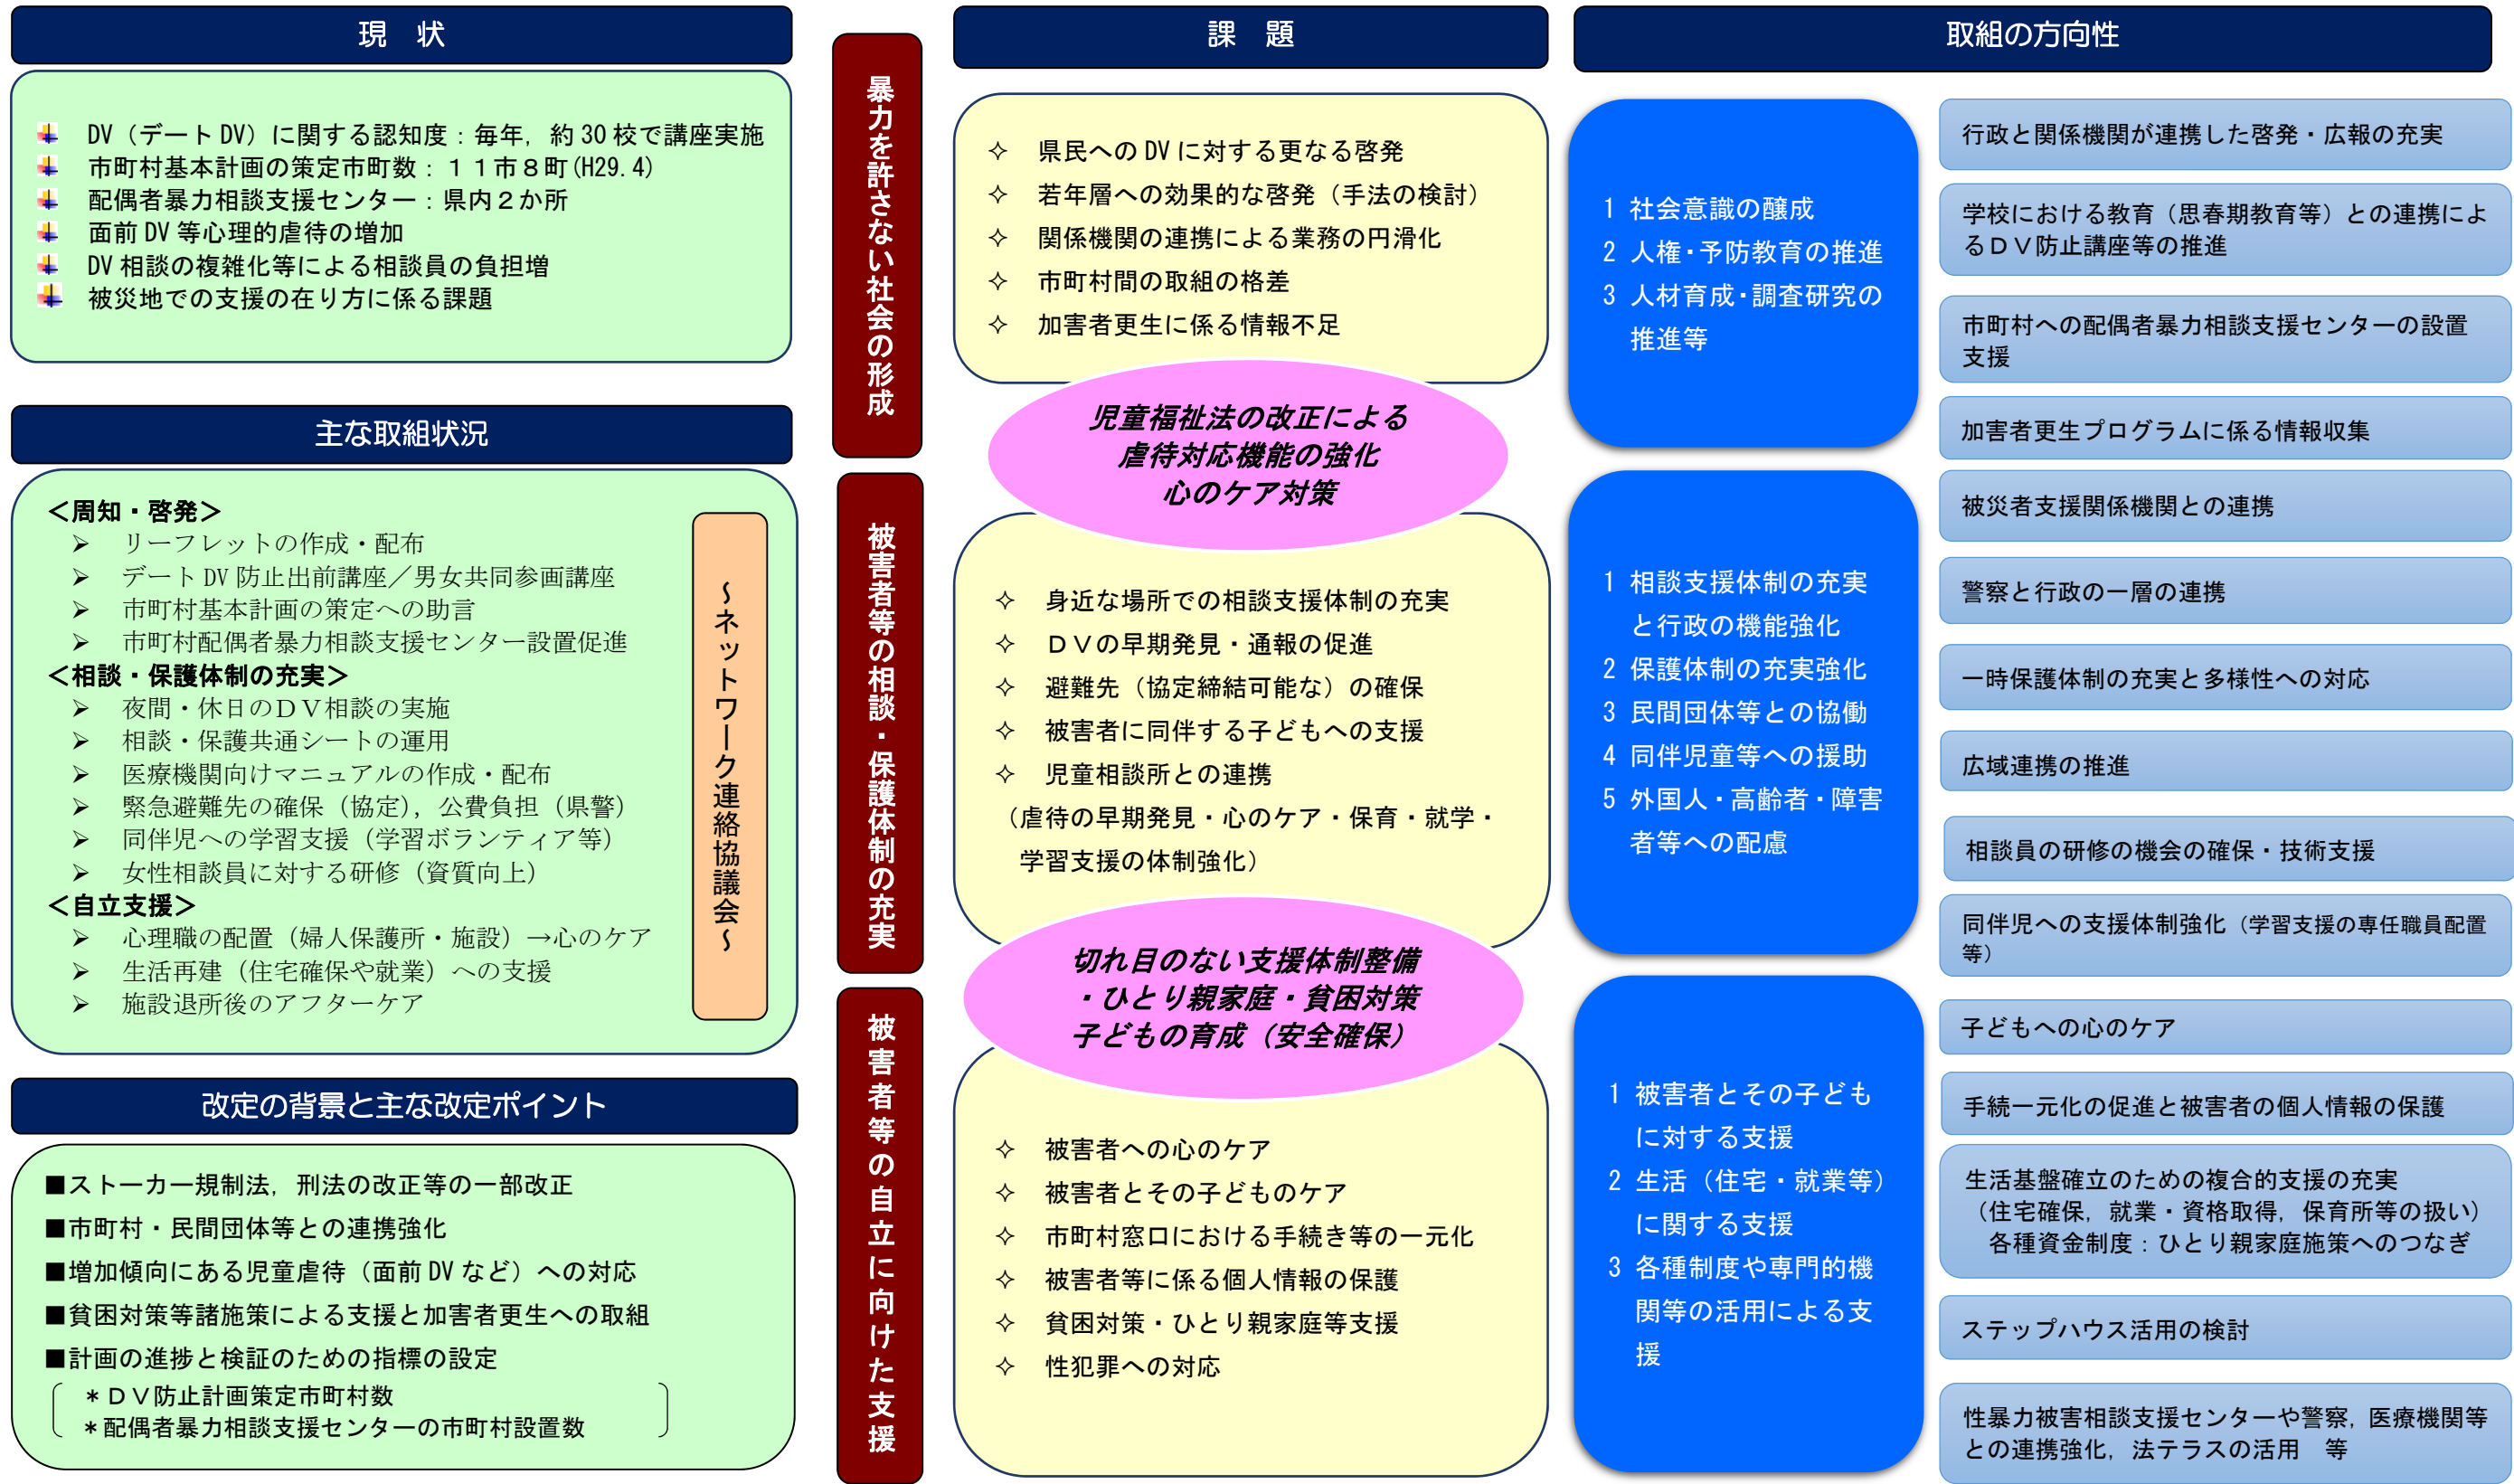 現　状
DV（デートDV）に関する認知度：毎年，約30校で講座実施
市町村基本計画の策定市町数：１１市８町(H29.4)
配偶者暴力相談支援センター：県内２か所
面前DV等心理的虐待の増加
DV相談の複雑化等による相談員の負担増
被災地での支援の在り方に係る課題
主な取組状況
＜周知・啓発＞
➢ リーフレットの作成・配布
➢ デートDV防止出前講座／男女共同参画講座
➢ 市町村基本計画の策定への助言
➢ 市町村配偶者暴力相談支援センター設置促進
＜相談・保護体制の充実＞
➢ 夜間・休日のＤＶ相談の実施
➢ 相談・保護共通シートの運用
➢ 医療機関向けマニュアルの作成・配布
➢ 緊急避難先の確保（協定），公費負担（県警）
➢ 同伴児への学習支援（学習ボランティア等）
➢ 女性相談員に対する研修（資質向上）
＜自立支援＞
➢ 心理職の配置（婦人保護所・施設）→心のケア
➢ 生活再建（住宅確保や就業）への支援
➢ 施設退所後のアフターケア
～ネットワーク連絡協議会～
改定の背景と主な改定ポイント
■ストーカー規制法，刑法の改正等の一部改正
■市町村・民間団体等との連携強化
■増加傾向にある児童虐待（面前DVなど）への対応
■貧困対策等諸施策による支援と加害者更生への取組
■計画の進捗と検証のための指標の設定
＊ＤＶ防止計画策定市町村数
＊配偶者暴力相談支援センターの市町村設置数
暴力を許さない社会の形成
被害者等の相談・保護体制の充実
被害者等の自立に向けた支援
課　題
✧ 県民へのDVに対する更なる啓発
✧ 若年層への効果的な啓発（手法の検討）
✧ 関係機関の連携による業務の円滑化
✧ 市町村間の取組の格差
✧ 加害者更生に係る情報不足
児童福祉法の改正による
虐待対応機能の強化
心のケア対策
✧ 身近な場所での相談支援体制の充実
✧ ＤＶの早期発見・通報の促進
✧ 避難先（協定締結可能な）の確保
✧ 被害者に同伴する子どもへの支援
✧ 児童相談所との連携
（虐待の早期発見・心のケア・保育・就学・
学習支援の体制強化）
切れ目のない支援体制整備
・ひとり親家庭・貧困対策
子どもの育成（安全確保）
✧ 被害者への心のケア
✧ 被害者とその子どものケア
✧ 市町村窓口における手続き等の一元化
✧ 被害者等に係る個人情報の保護
✧ 貧困対策・ひとり親家庭等支援
✧ 性犯罪への対応
取組の方向性
1 社会意識の醸成
2 人権・予防教育の推進
3 人材育成・調査研究の
推進等
1 相談支援体制の充実
と行政の機能強化
2 保護体制の充実強化
3 民間団体等との協働
4 同伴児童等への援助
5 外国人・高齢者・障害
者等への配慮
1 被害者とその子ども
に対する支援
2 生活（住宅・就業等）
に関する支援
3 各種制度や専門的機
関等の活用による支
援
行政と関係機関が連携した啓発・広報の充実
学校における教育（思春期教育等）との連携によ
るＤＶ防止講座等の推進
市町村への配偶者暴力相談支援センターの設置
支援
加害者更生プログラムに係る情報収集
被災者支援関係機関との連携
警察と行政の一層の連携
一時保護体制の充実と多様性への対応
広域連携の推進
相談員の研修の機会の確保・技術支援
同伴児への支援体制強化（学習支援の専任職員配置
等）
子どもへの心のケア
手続一元化の促進と被害者の個人情報の保護
生活基盤確立のための複合的支援の充実
（住宅確保，就業・資格取得，保育所等の扱い）
各種資金制度：ひとり親家庭施策へのつなぎ
ステップハウス活用の検討
性暴力被害相談支援センターや警察，医療機関等
との連携強化，法テラスの活用　等